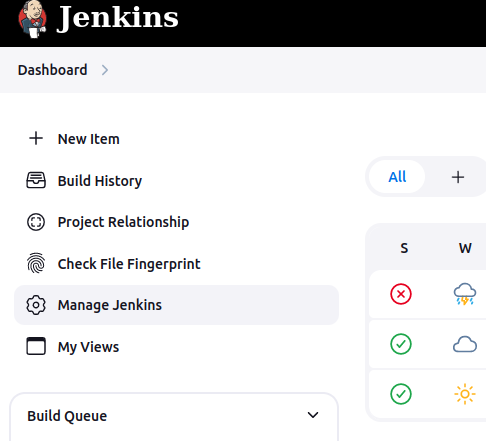 Jenkins
Dashboard
New Item
Build History
Project Relationship
Check File Fingerprint
Manage Jenkins
My Views
Build Queue
All +
S W